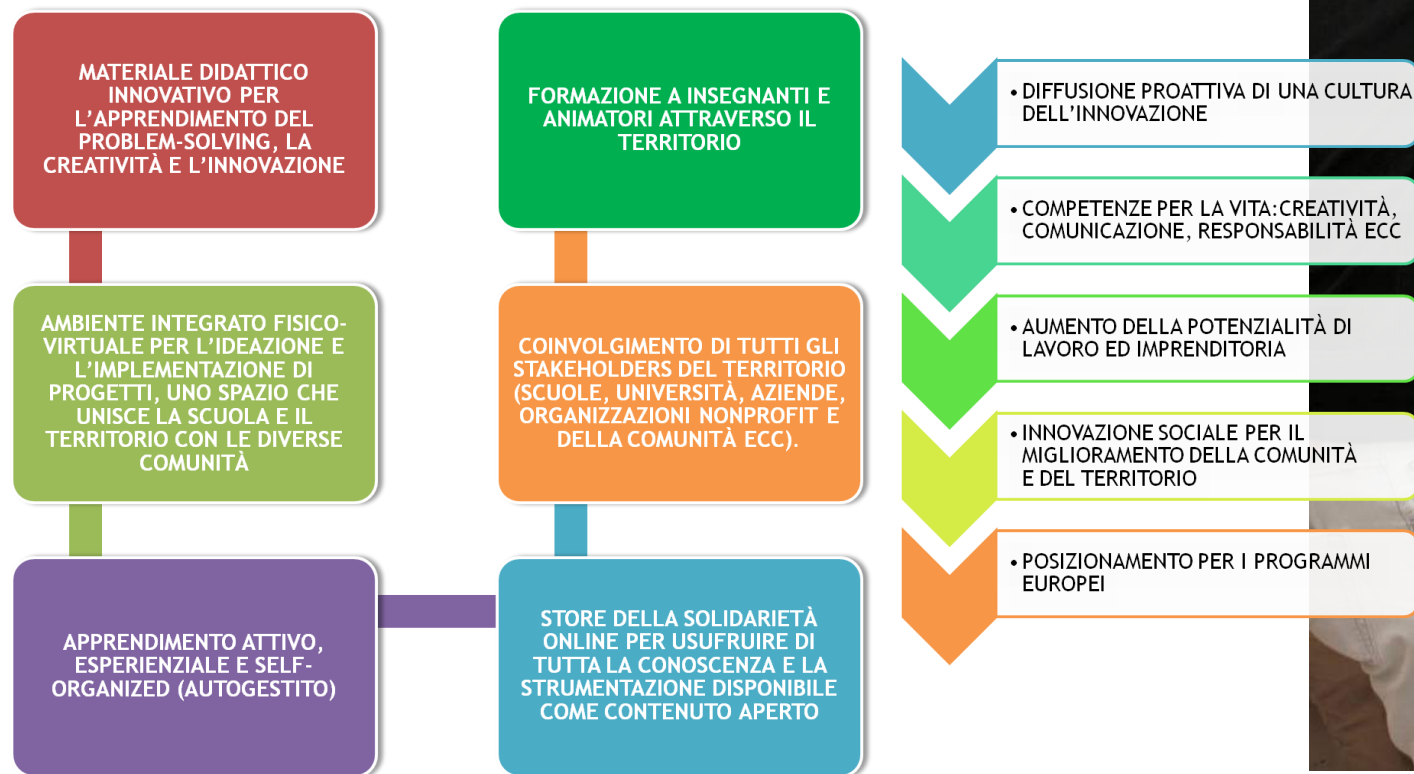 MATERIALE DIDATTICO
INNOVATIVO PER
L’APPRENDIMENTO DEL
PROBLEM-SOLVING, LA
CREATIVITÀ E L’INNOVAZIONE
AMBIENTE INTEGRATO FISICO-
VIRTUALE PER L’IDEAZIONE E
L’IMPLEMENTAZIONE DI
PROGETTI, UNO SPAZIO CHE
UNISCE LA SCUOLA E IL
TERRITORIO CON LE DIVERSE
COMUNITÀ
APPRENDIMENTO ATTIVO,
ESPERIENZIALE E SELF-
ORGANIZED (AUTOGESTITO)
STORE DELLA SOLIDARIETÀ
ONLINE PER USUFRUIRE DI
TUTTA LA CONOSCENZA E LA
STRUMENTAZIONE DISPONIBILE
COME CONTENUTO APERTO
COINVOLGIMENTO DI TUTTI GLI
STAKEHOLDERS DEL TERRITORIO
(SCUOLE, UNIVERSITÀ, AZIENDE,
ORGANIZZAZIONI NONPROFIT E
DELLA COMUNITÀ ECC).
FORMAZIONE A INSEGNANTI E
ANIMATORI ATTRAVERSO IL
TERRITORIO
• DIFFUSIONE PROATTIVA DI UNA CULTURA
DELL’INNOVAZIONE
• COMPETENZE PER LA VITA: CREATIVITÀ,
COMUNICAZIONE, RESPONSABILITÀ ECC
• AUMENTO DELLA POTENZIALITÀ DI
LAVORO ED IMPRENDITORIA
• INNOVAZIONE SOCIALE PER IL
MIGLIORAMENTO DELLA COMUNITÀ
E DEL TERRITORIO
• POSIZIONAMENTO PER I PROGRAMMI
EUROPEI